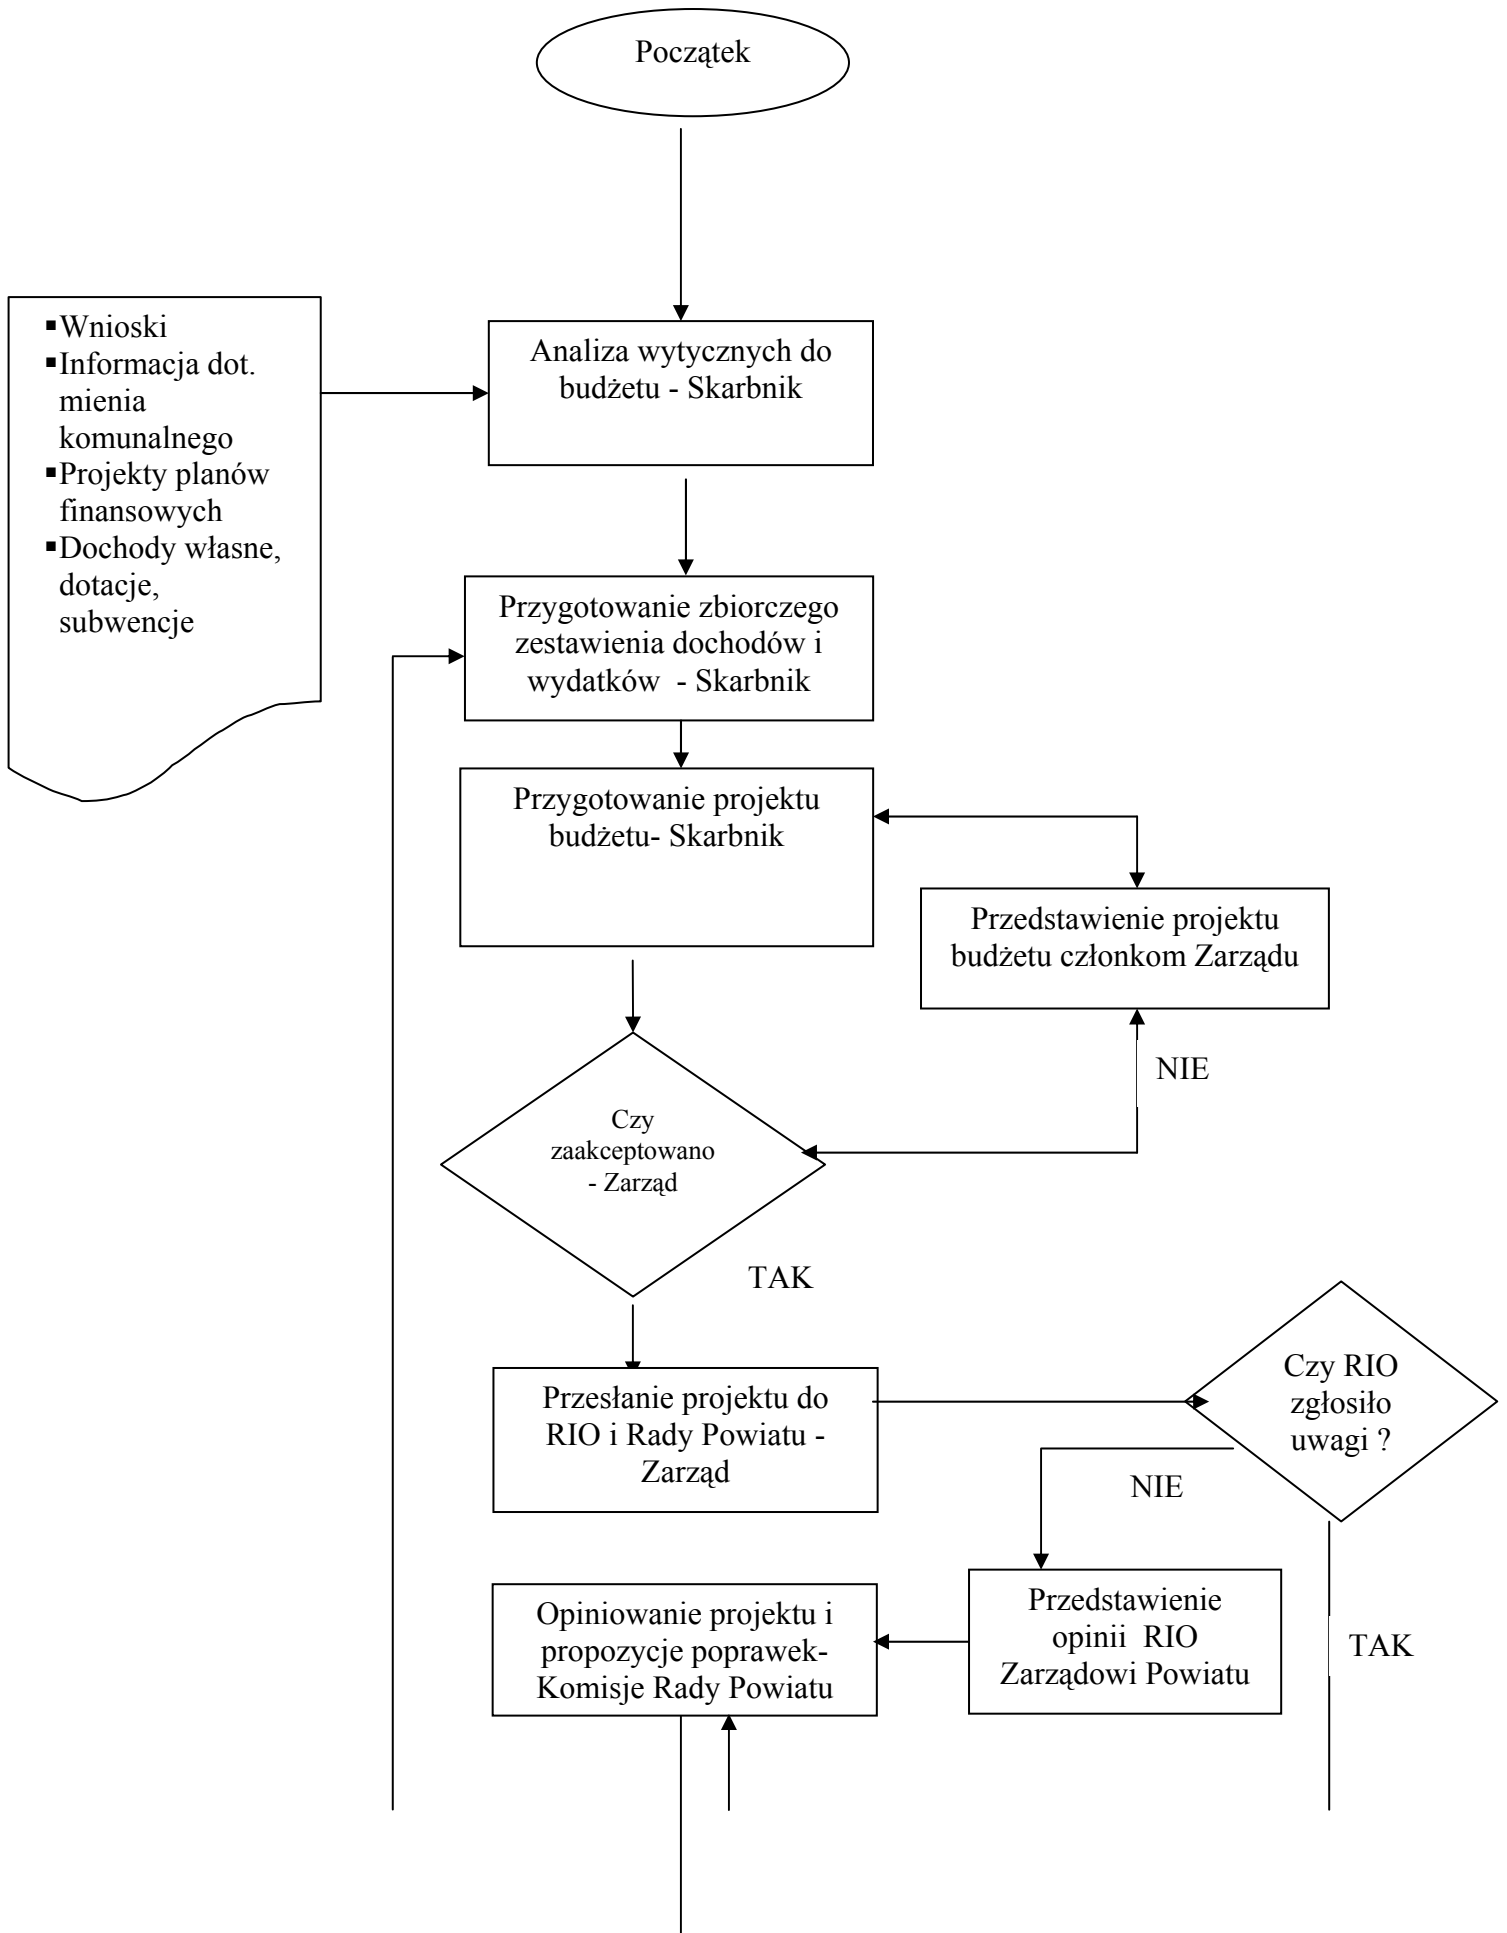 Początek
▪Wnioski
▪Informacja dot.
mienia
komunalnego
▪Projekty planów
finansowych
▪Dochody własne,
dotacje,
subwencje
Analiza wytycznych do
budżetu - Skarbnik
Przygotowanie zbiorczego
zestawienia dochodów i
wydatków  - Skarbnik
Przygotowanie projektu
budżetu- Skarbnik
Przedstawienie projektu
budżetu członkom Zarządu
NIE
Czy
zaakceptowano
- Zarząd
TAK
Przesłanie projektu do
RIO i Rady Powiatu -
Zarząd
Czy RIO
zgłosiło
uwagi ?
NIE
Opiniowanie projektu i
propozycje poprawek-
Komisje Rady Powiatu
Przedstawienie
opinii  RIO
Zarządowi Powiatu
TAK